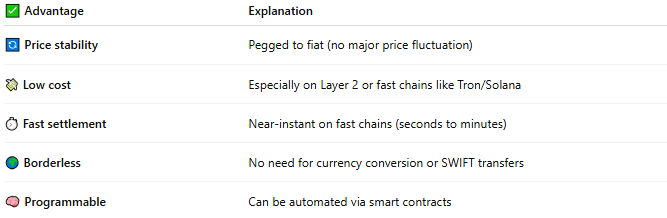 ✅ Advantage Explanation
🔄 Price stability Pegged to fiat (no major price fluctuation)
💸 Low cost Especially on Layer 2 or fast chains like Tron/Solana
⏱️ Fast settlement Near-instant on fast chains (seconds to minutes)
🌍 Borderless No need for currency conversion or SWIFT transfers
🧠 Programmable Can be automated via smart contracts